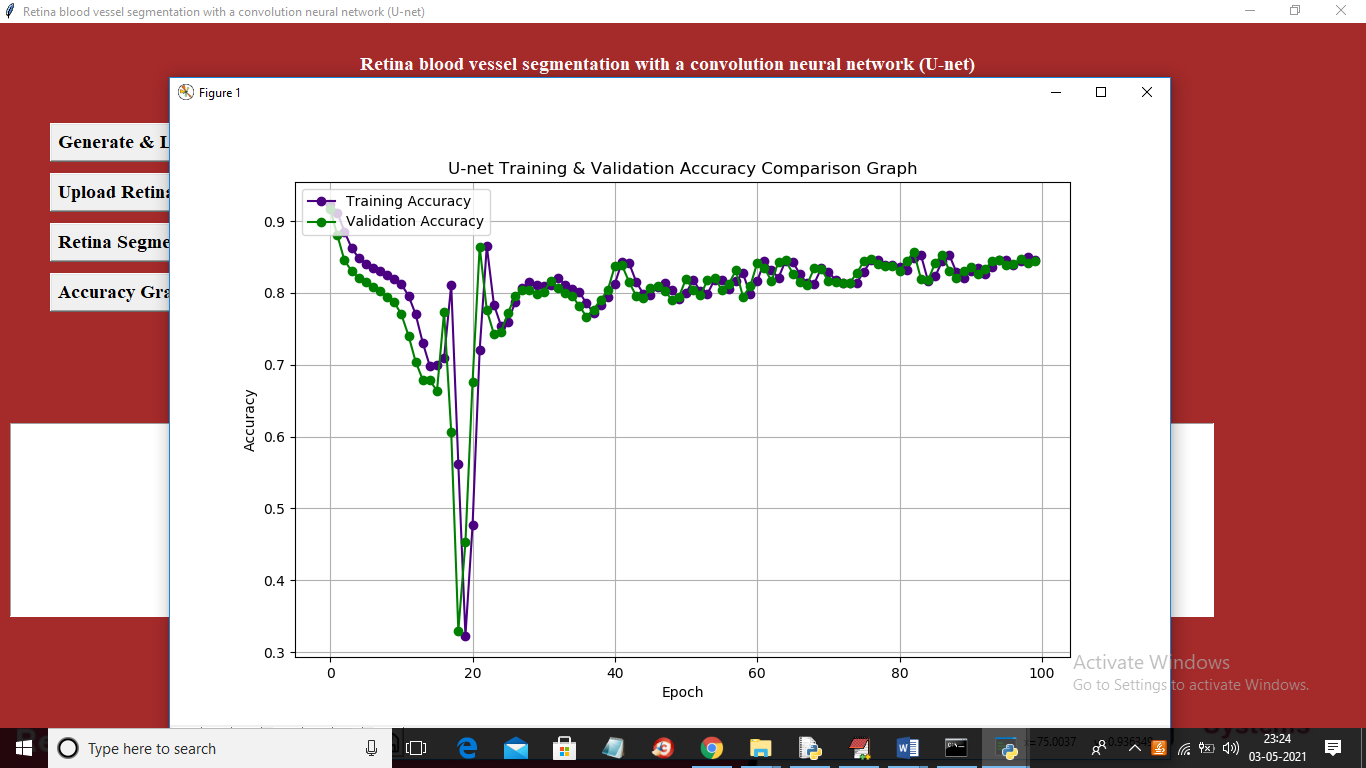 Retina blood vessel segmentation with a convolution neural network (U-net)
Retina blood vessel segmentation with a convolution neural network (U-net)
Figure 1
Generate & L
Upload Retina
Retina Segme
Accuracy Gra
U-net Training & Validation Accuracy Comparison Graph
Training Accuracy
Validation Accuracy
0.9
0.8
0.7
0.6
0.5
0.4
0.3
Accuracy
0
20
40
60
80
100
Epoch
Activate Windows
Go to Settings to activate Windows.
Type here to search
23:24
03-05-2021